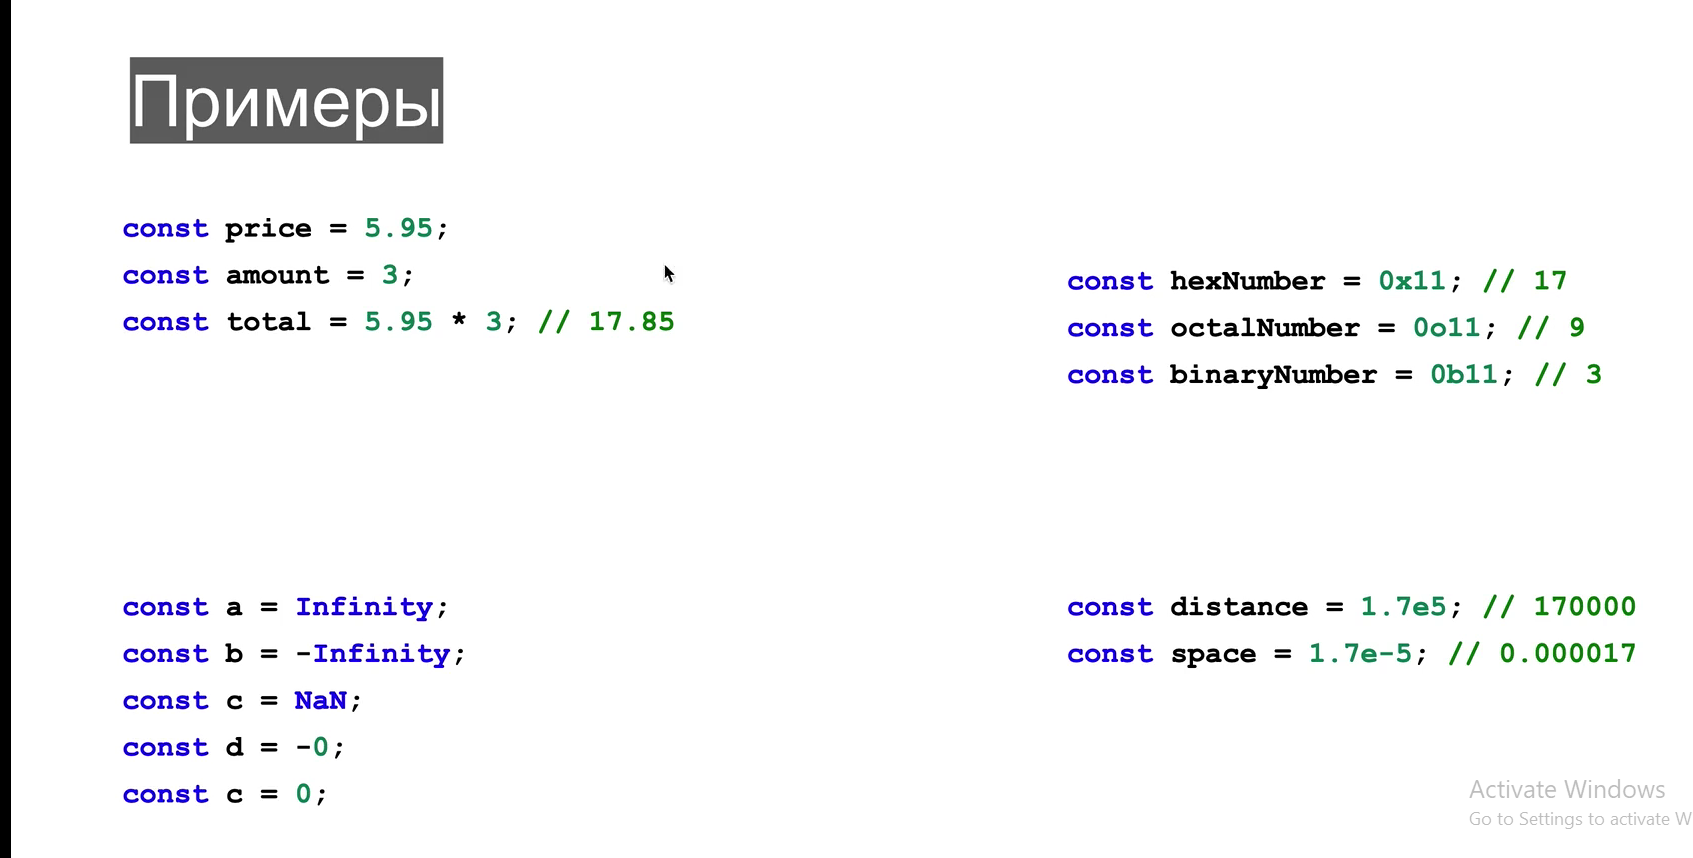 Примеры
const price = 5.95;
const amount = 3;
const total = 5.95 * 3; // 17.85
const hexNumber = 0x11; // 17
const octalNumber = 0o11; // 9
const binaryNumber = 0b11; // 3
const a = Infinity;
const b = -Infinity;
const c = NaN;
const d = -0;
const c = 0;
const distance = 1.7e5; // 170000
const space = 1.7e-5; // 0.000017
Activate Windows
Go to Settings to activate W